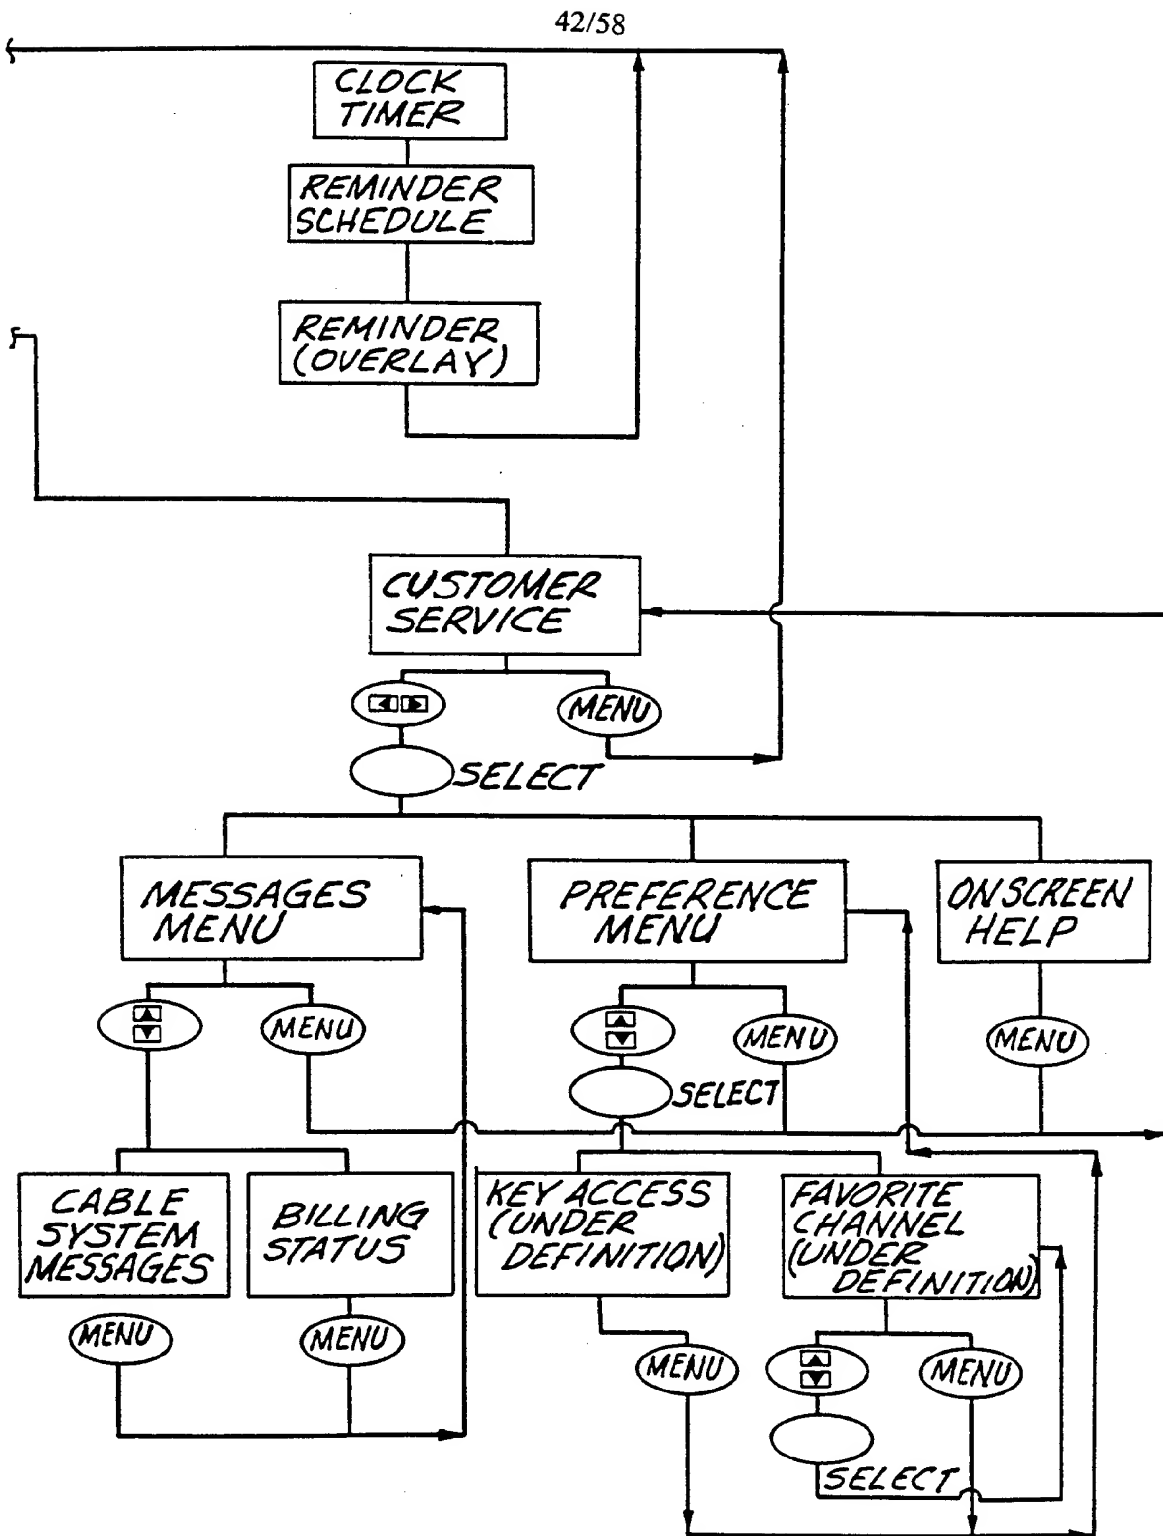 42/58
CLOCK
TIMER
REMINDER
SCHEDULE
REMINDER
(OVERLAY)
CUSTOMER
SERVICE
MENU
SELECT
MESSAGES
MENU
PREFERENCE
MENU
ON SCREEN
HELP
MENU
MENU
MENU
SELECT
CABLE
SYSTEM
MESSAGES
BILLING
STATUS
KEY ACCESS
(UNDER
DEFINITION)
FAVORITE
CHANNEL
(UNDER
DEFINITION)
MENU
MENU
MENU
MENU
SELECT